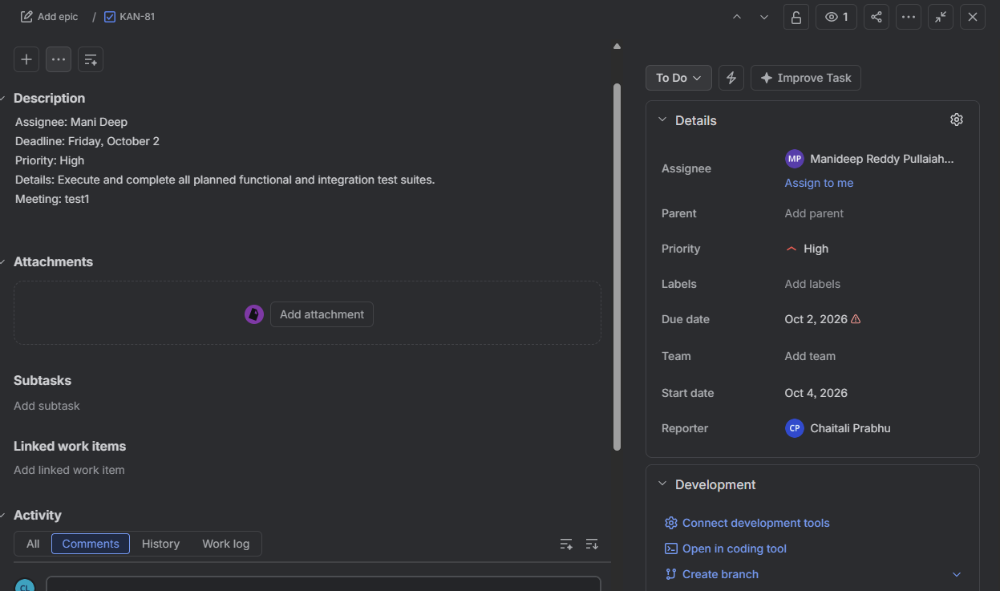 Add epic / KAN-81
1
Description
Assignee: Mani Deep
Deadline: Friday, October 2
Priority: High
Details: Execute and complete all planned functional and integration test suites.
Meeting: test1
Attachments
Add attachment
Subtasks
Add subtask
Linked work items
Add linked work item
Activity
All Comments History Work log
CL
To Do Improve Task
Details
Assignee MP Manideep Reddy Pullaiah...
Assign to me
Parent Add parent
Priority High
Labels Add labels
Due date Oct 2, 2026
Team Add team
Start date Oct 4, 2026
Reporter CP Chaitali Prabhu
Development
Connect development tools
Open in coding tool
Create branch